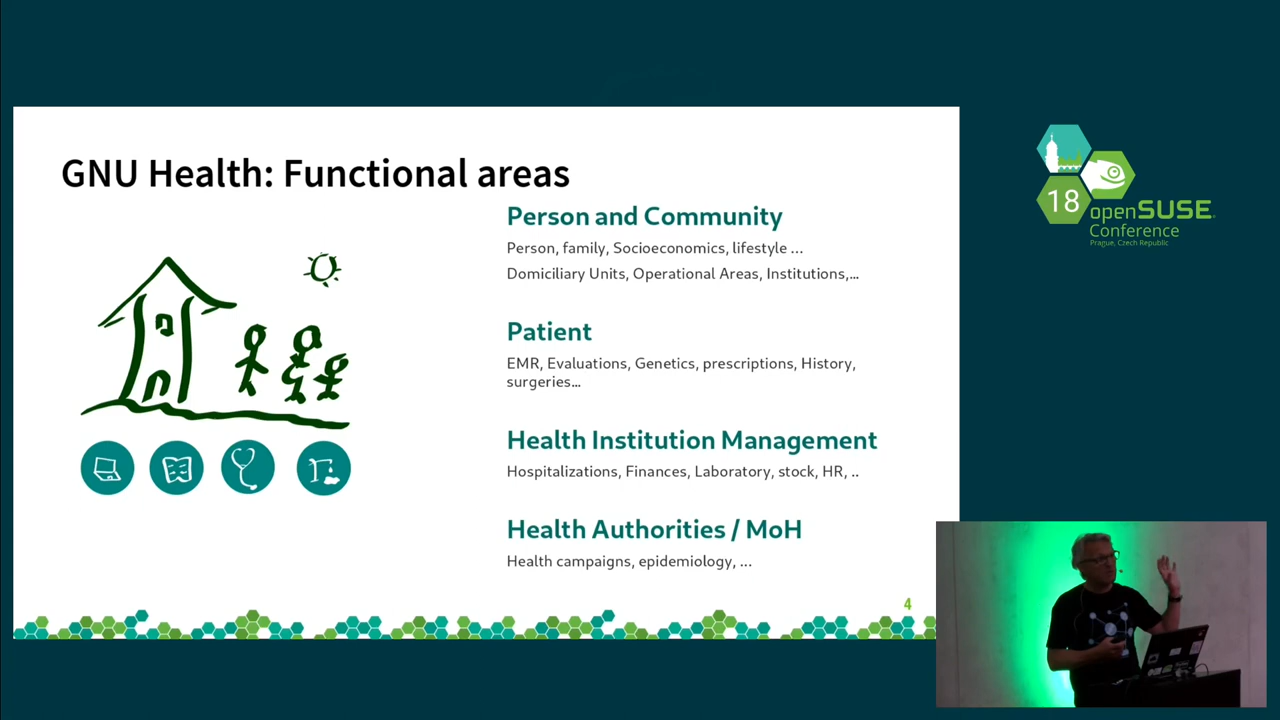 GNU Health: Functional areas
Person and Community
Person, family, Socioeconomics, lifestyle ...
Domiciliary Units, Operational Areas, Institutions,...
Patient
EMR, Evaluations, Genetics, prescriptions, History,
surgeries...
Health Institution Management
Hospitalizations, Finances, Laboratory, stock, HR, ..
Health Authorities / MoH
Health campaigns, epidemiology, ...
4
18
openSUSE
Conference
Prague, Czech Republic